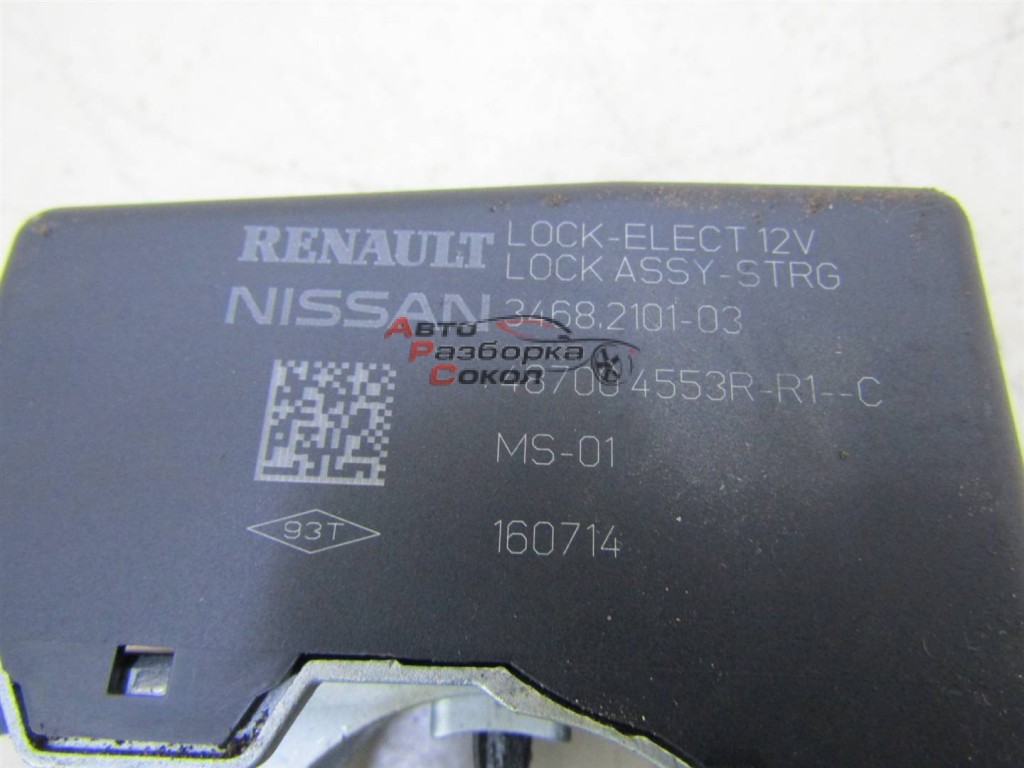 RENAULT LOCK-ELECT 12V
LOCK ASSY-STRG
NISSAN 3468.2101-03
Авто
Разборка
Сокол
4553R-R1--C
MS-01
93T
160714